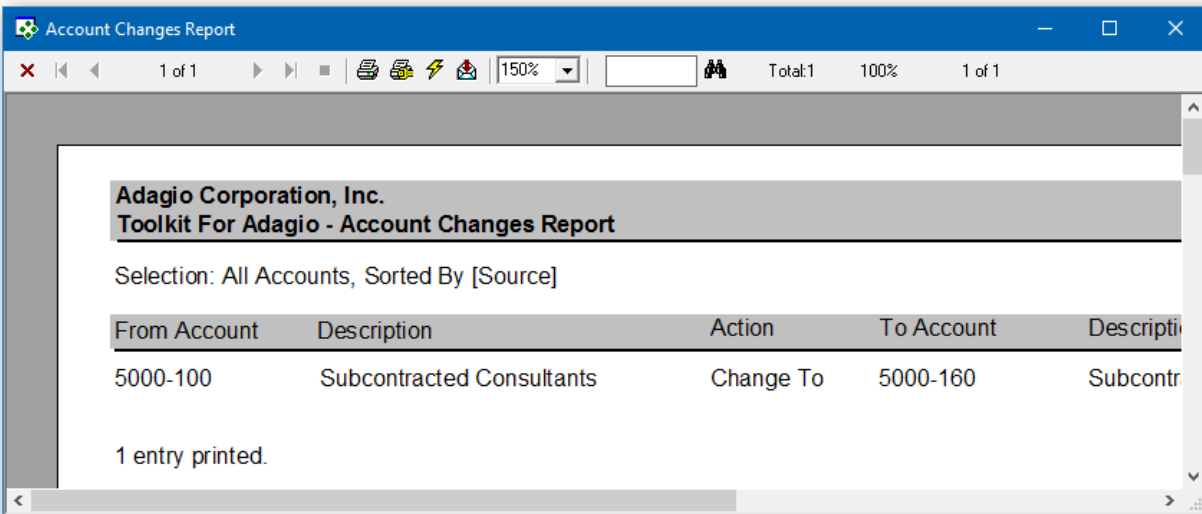 Account Changes Report
1 of 1 150% Total:1 100% 1 of 1
Adagio Corporation, Inc.
Toolkit For Adagio - Account Changes Report
Selection: All Accounts, Sorted By [Source]
From Account Description Action To Account Descripti
5000-100 Subcontracted Consultants Change To 5000-160 Subcontr
1 entry printed.